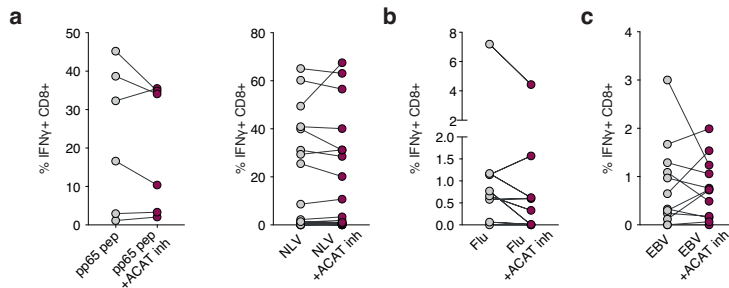 a
% IFNγ+ CD8+
50
40
30
20
10
0
pp65 pep
pp65 pep
+ACAT inh
% IFNγ+ CD8+
80
60
40
20
0
NLV
NLV
+ACAT inh
b
% IFNγ+ CD8+
8
6
4
2
2.0
1.5
1.0
0.5
0.0
Flu
Flu
+ACAT inh
c
% IFNγ+ CD8+
4
3
2
1
0
EBV
EBV
+ACAT inh